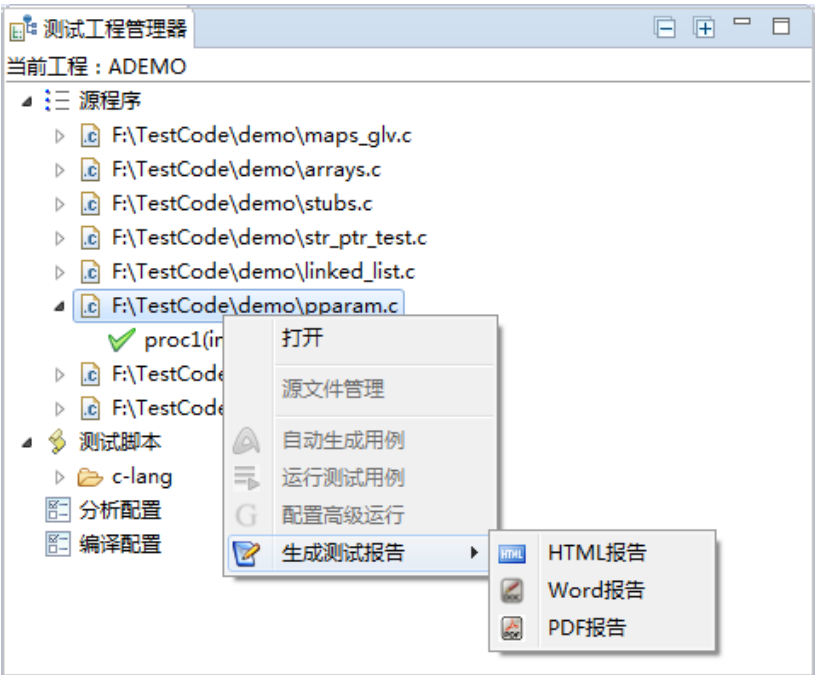 测试工程管理器
当前工程：ADEMO
源程序
F:\TestCode\demo\maps_glv.c
F:\TestCode\demo\arrays.c
F:\TestCode\demo\stubs.c
F:\TestCode\demo\str_ptr_test.c
F:\TestCode\demo\linked_list.c
F:\TestCode\demo\pparam.c
proc1(in
打开
F:\TestCode
源文件管理
F:\TestCode
测试脚本
自动生成用例
c-lang
运行测试用例
分析配置
配置高级运行
编译配置
生成测试报告
HTML报告
Word报告
PDF报告